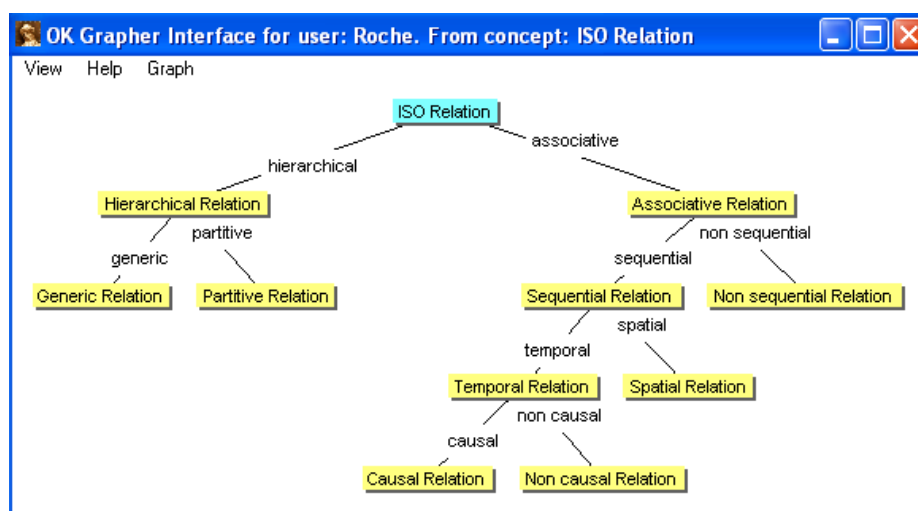 OK Grapher Interface for user: Roche. From concept: ISO Relation
View Help Graph
ISO Relation
associative
hierarchical
Hierarchical Relation Associative Relation
partitive non sequential
generic sequential
Generic Relation Partitive Relation Sequential Relation Non sequential Relation
spatial
temporal
Temporal Relation Spatial Relation
non causal
causal
Causal Relation Non causal Relation